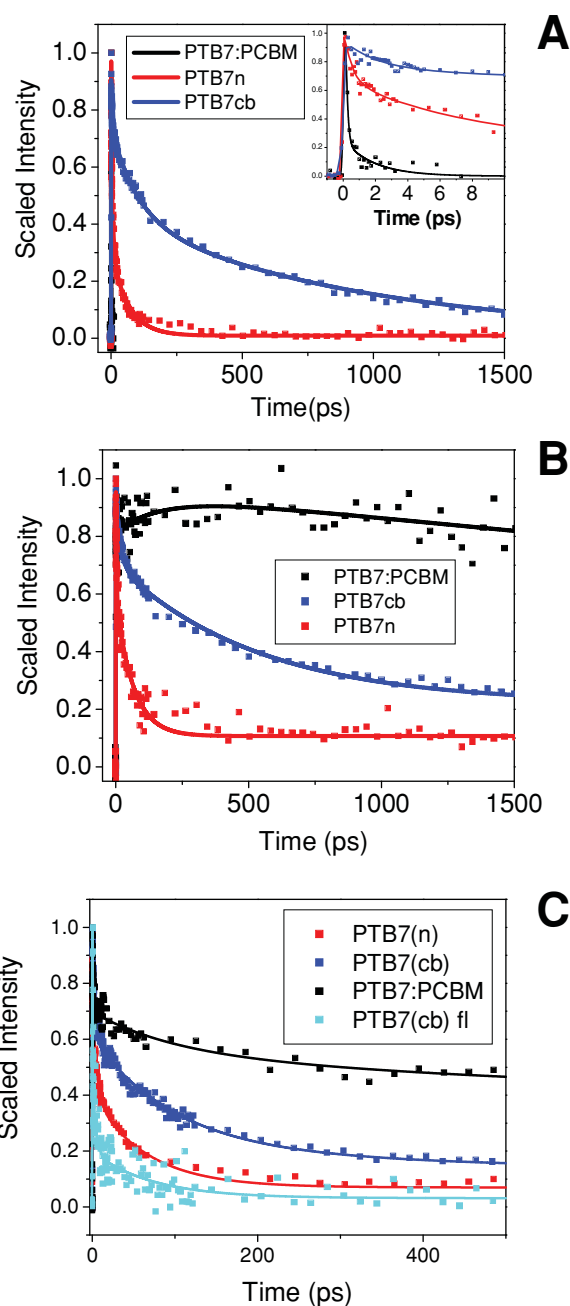 A
PTB7:PCBM
PTB7n
PTB7cb
1.0
0.8
0.6
0.4
0.2
0.0
0 2 4 6 8
Time (ps)
1.0
0.8
0.6
0.4
0.2
0.0
Scaled Intensity
0 500 1000 1500
Time(ps)
B
PTB7:PCBM
PTB7cb
PTB7n
1.0
0.8
0.6
0.4
0.2
0.0
Scaled Intensity
0 500 1000 1500
Time (ps)
C
PTB7(n)
PTB7(cb)
PTB7:PCBM
PTB7(cb) fl
1.0
0.8
0.6
0.4
0.2
0.0
Scaled Intensity
0 200 400
Time (ps)